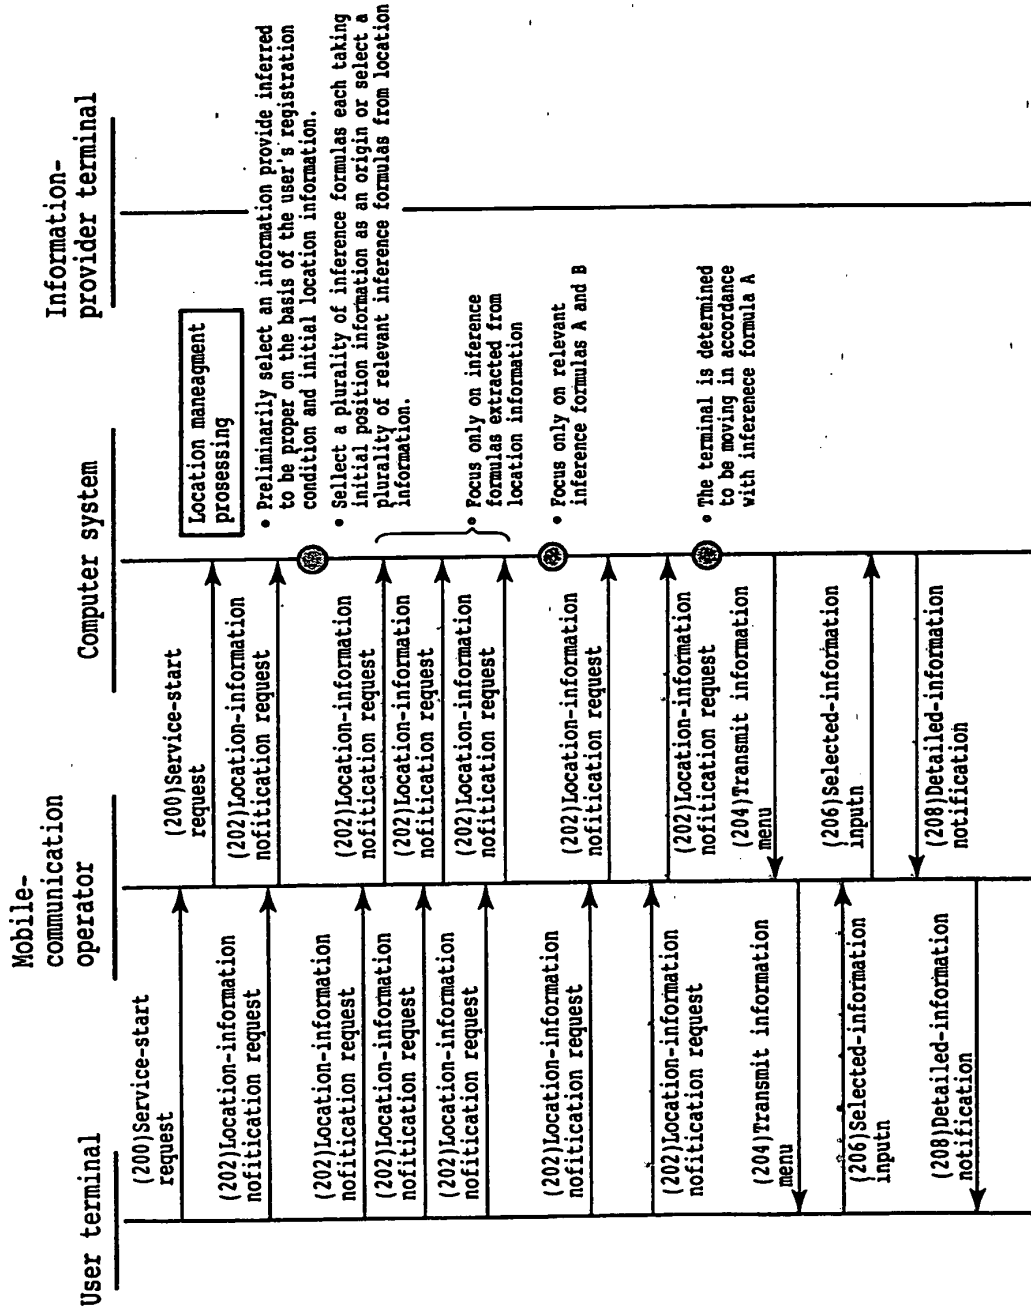 User terminal
Mobile-
communication
operator
Computer system
Information-
provider terminal
(200)Service-start
request
(200)Service-start
request
Location maneagment
prosessing
(202)Location-information
nofitication request
(202)Location-information
nofitication request
• Preliminarily select an information provide inferred
to be proper on the basis of the user's registration
condition and initial location information.
• Sellect a plurality of inference formulas each taking
initial position information as an origin or select a
plurality of relevant inference formulas from location
information.
(202)Location-information
nofitication request
(202)Location-information
nofitication request
(202)Location-information
nofitication request
(202)Location-information
nofitication request
(202)Location-information
nofitication request
(202)Location-information
nofitication request
• Focus only on inference
formulas extracted from
location information
• Focus only on relevant
inference formulas A and B
(202)Location-information
nofitication request
(202)Location-information
nofitication request
(202)Location-information
nofitication request
(202)Location-information
nofitication request
• The terminal is determined
to be moving in accordance
with inferenece formula A
(204)Transmit information
menu
(204)Transmit information
menu
(206)Selected-information
inputn
(206)Selected-information
inputn
(208)Detailed-information
notification
(208)Detailed-information
notification